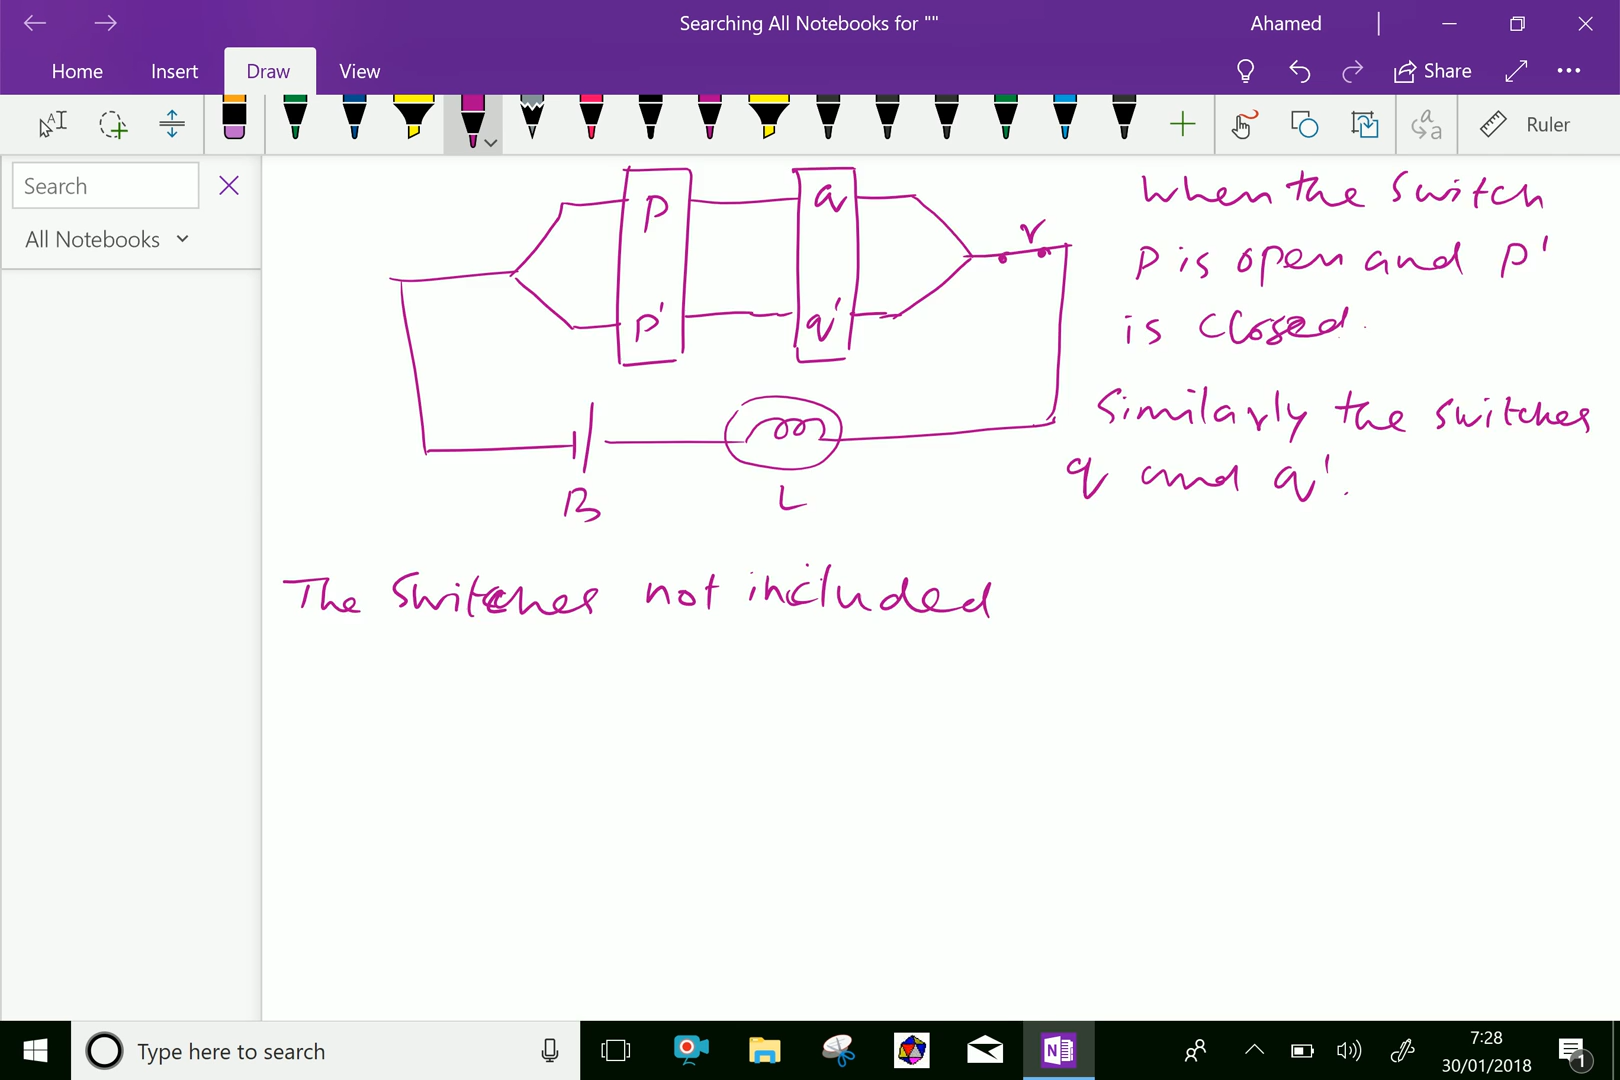 Searching All Notebooks for ""
Ahamed
Home Insert Draw View
Share
Ruler
Search
All Notebooks
p q r
p' q'
B L
When the switch
p is open and p'
is closed.
Similarly the switches
q and q'.
The switches not included
Type here to search
7:28
30/01/2018
1